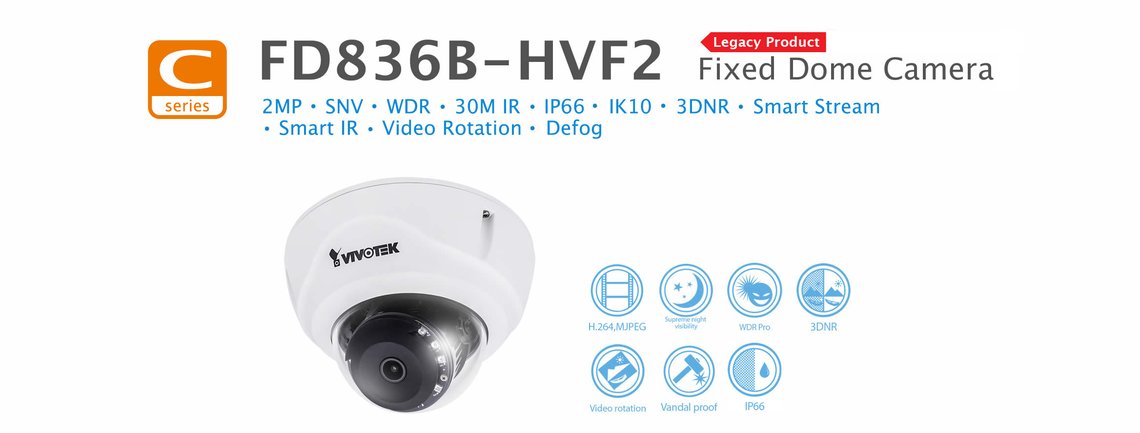 C
series
FD836B-HVF2
Legacy Product
Fixed Dome Camera
2MP • SNV • WDR • 30M IR • IP66 • IK10 • 3DNR • Smart Stream
• Smart IR • Video Rotation • Defog
VIVOTEK
H.264,MJPEG
Supreme night
visibility
WDR Pro
3DNR
Video rotation
Vandal proof
IP66